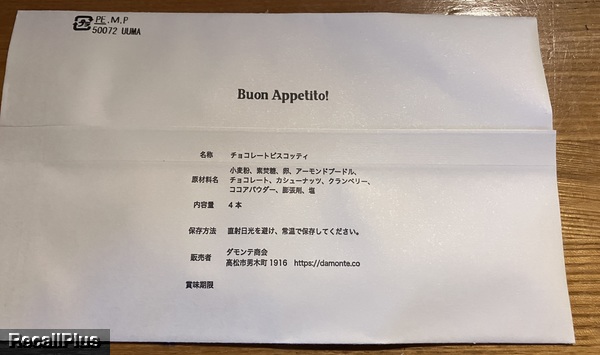 PE.M.P
50072 UUMA
Buon Appetito!
名称 チョコレートビスコッティ
原材料名 小麦粉、素焚糖、卵、アーモンドプードル、
チョコレート、カシューナッツ、クランベリー、
ココアパウダー、膨張剤、塩
内容量 4本
保存方法 直射日光を避け、常温で保存してください。
販売者 ダモンテ商会
高松市男木町1916 https://damonte.co
賞味期限
RecallPlus